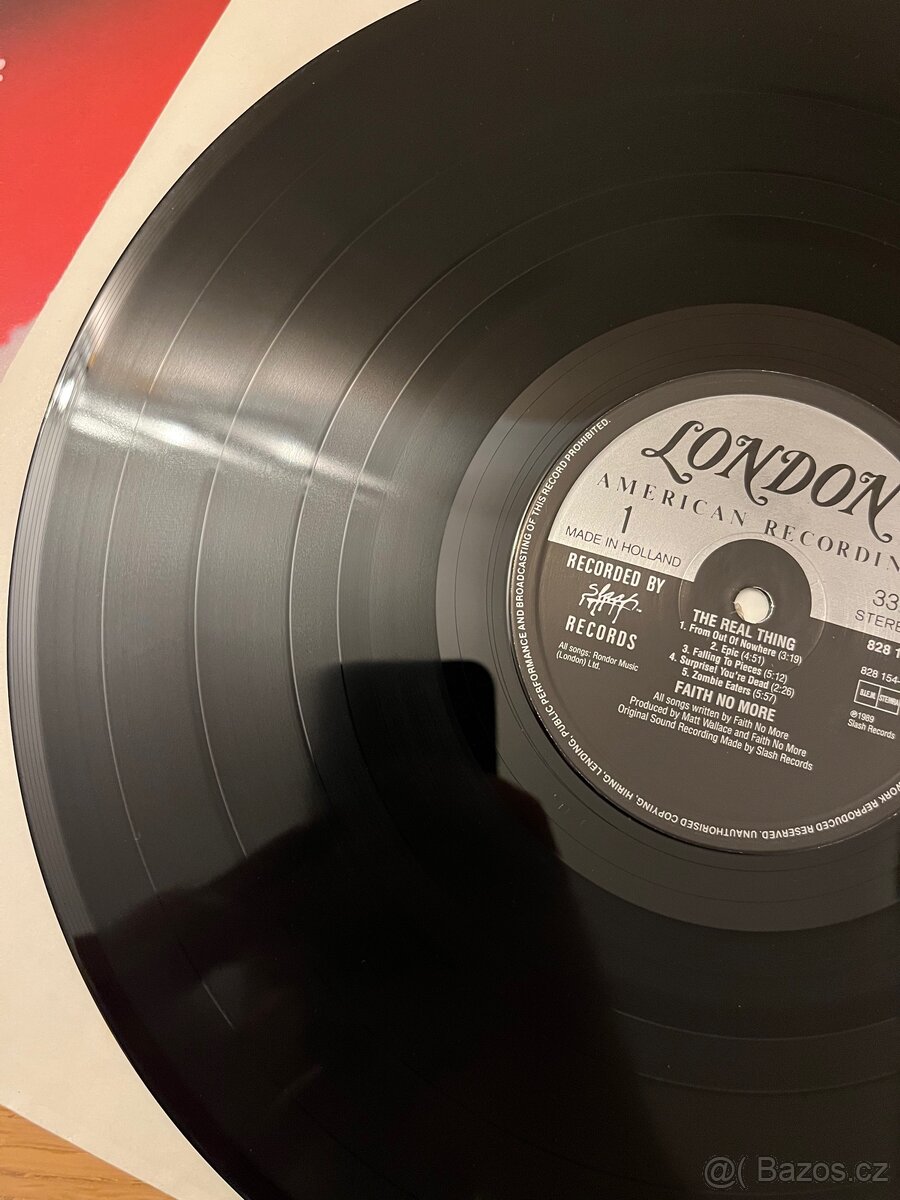 LONDON
AMERICAN RECORDIN
1
MADE IN HOLLAND
33
STERE
RECORDED BY
Slash
RECORDS
All songs: Rondor Music
(London) Ltd.
828 1
828 154-
B.I.E.M. STEMRA
℗1989
Slash Records
THE REAL THING
1. From Out Of Nowhere (3:19)
2. Epic (4:51)
3. Falling To Pieces (5:12)
4. Surprise! You're Dead (2:26)
5. Zombie Eaters (5:57)
FAITH NO MORE
All songs written by Faith No More
Produced by Matt Wallace and Faith No More
Original Sound Recording Made by Slash Records
WORK REPRODUCED RESERVED. UNAUTHORISED COPYING, HIRING, LENDING, PUBLIC PERFORMANCE AND BROADCASTING OF THIS RECORD PROHIBITED.
@( Bazos.cz